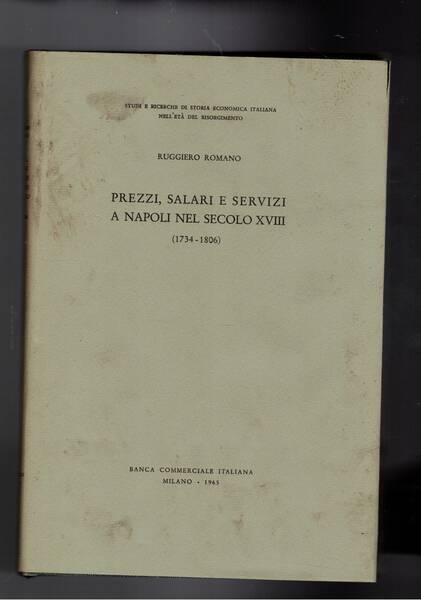 STUDI E RICERCHE DI STORIA ECONOMICA ITALIANA
NELL'ETÀ DEL RISORGIMENTO
RUGGIERO ROMANO
PREZZI, SALARI E SERVIZI
A NAPOLI NEL SECOLO XVIII
(1734-1806)
BANCA COMMERCIALE ITALIANA
MILANO • 1965